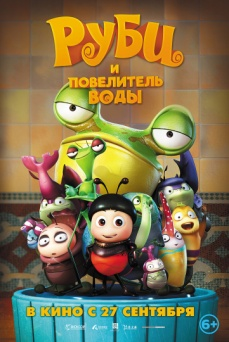 РУБИ
И ПОВЕЛИТЕЛЬ
ВОДЫ
В КИНО С 27 СЕНТЯБРЯ
6+